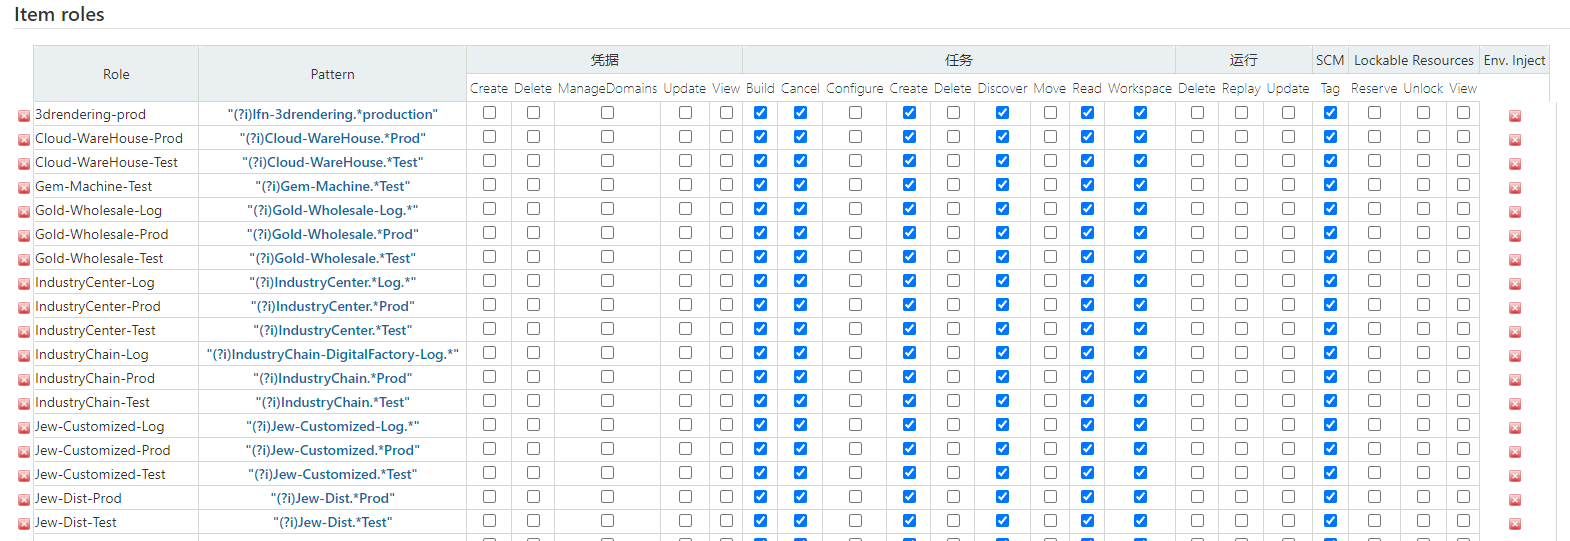 Item roles
Role Pattern 凭据 任务 运行 SCM Lockable Resources Env. Inject
Create Delete ManageDomains Update View Build Cancel Configure Create Delete Discover Move Read Workspace Delete Replay Update Tag Reserve Unlock View
3drendering-prod "(?i)lfn-3drendering.*production"
Cloud-WareHouse-Prod "(?i)Cloud-WareHouse.*Prod"
Cloud-WareHouse-Test "(?i)Cloud-WareHouse.*Test"
Gem-Machine-Test "(?i)Gem-Machine.*Test"
Gold-Wholesale-Log "(?i)Gold-Wholesale-Log.*"
Gold-Wholesale-Prod "(?i)Gold-Wholesale.*Prod"
Gold-Wholesale-Test "(?i)Gold-Wholesale.*Test"
IndustryCenter-Log "(?i)IndustryCenter.*Log.*"
IndustryCenter-Prod "(?i)IndustryCenter.*Prod"
IndustryCenter-Test "(?i)IndustryCenter.*Test"
IndustryChain-Log "(?i)IndustryChain-DigitalFactory-Log.*"
IndustryChain-Prod "(?i)IndustryChain.*Prod"
IndustryChain-Test "(?i)IndustryChain.*Test"
Jew-Customized-Log "(?i)Jew-Customized-Log.*"
Jew-Customized-Prod "(?i)Jew-Customized.*Prod"
Jew-Customized-Test "(?i)Jew-Customized.*Test"
Jew-Dist-Prod "(?i)Jew-Dist.*Prod"
Jew-Dist-Test "(?i)Jew-Dist.*Test"